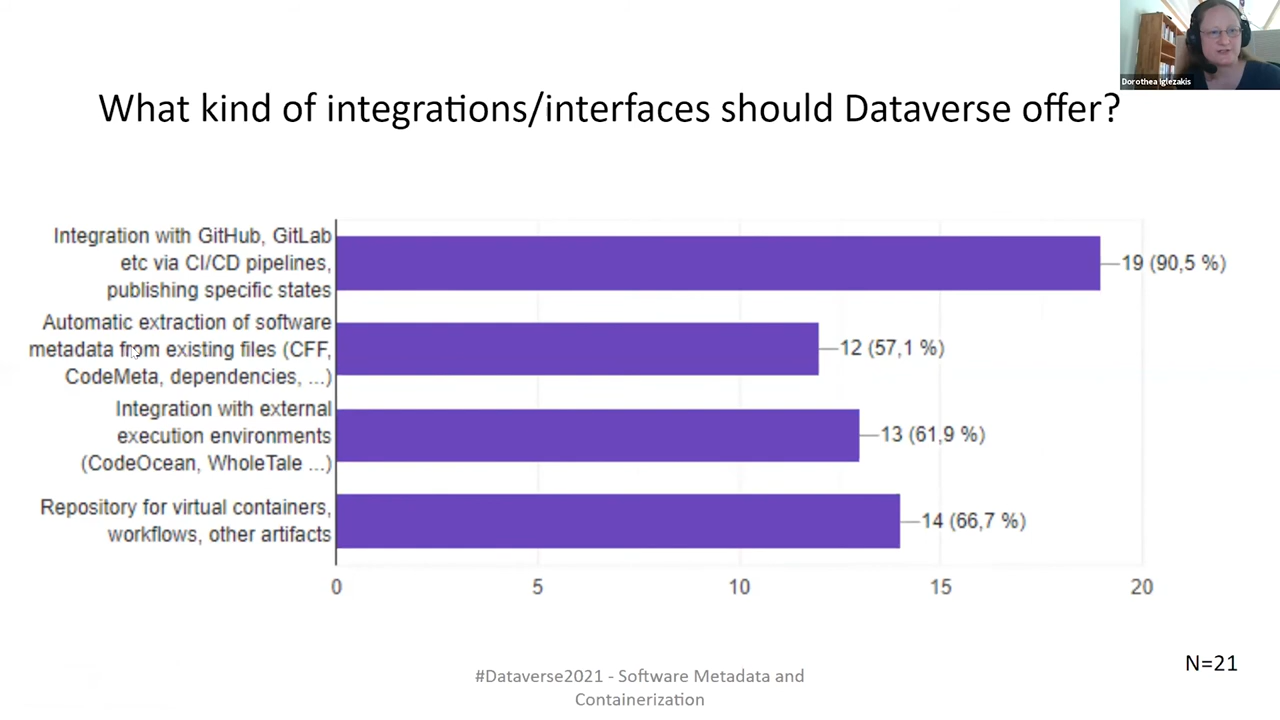 Dorothea Iglezakis
What kind of integrations/interfaces should Dataverse offer?
Integration with GitHub, GitLab
etc via CI/CD pipelines,
publishing specific states
19 (90,5 %)
Automatic extraction of software
metadata from existing files (CFF,
CodeMeta, dependencies, ...)
12 (57,1 %)
Integration with external
execution environments
(CodeOcean, WholeTale ...)
13 (61,9 %)
Repository for virtual containers,
workflows, other artifacts
14 (66,7 %)
0 5 10 15 20
N=21
#Dataverse2021 - Software Metadata and
Containerization